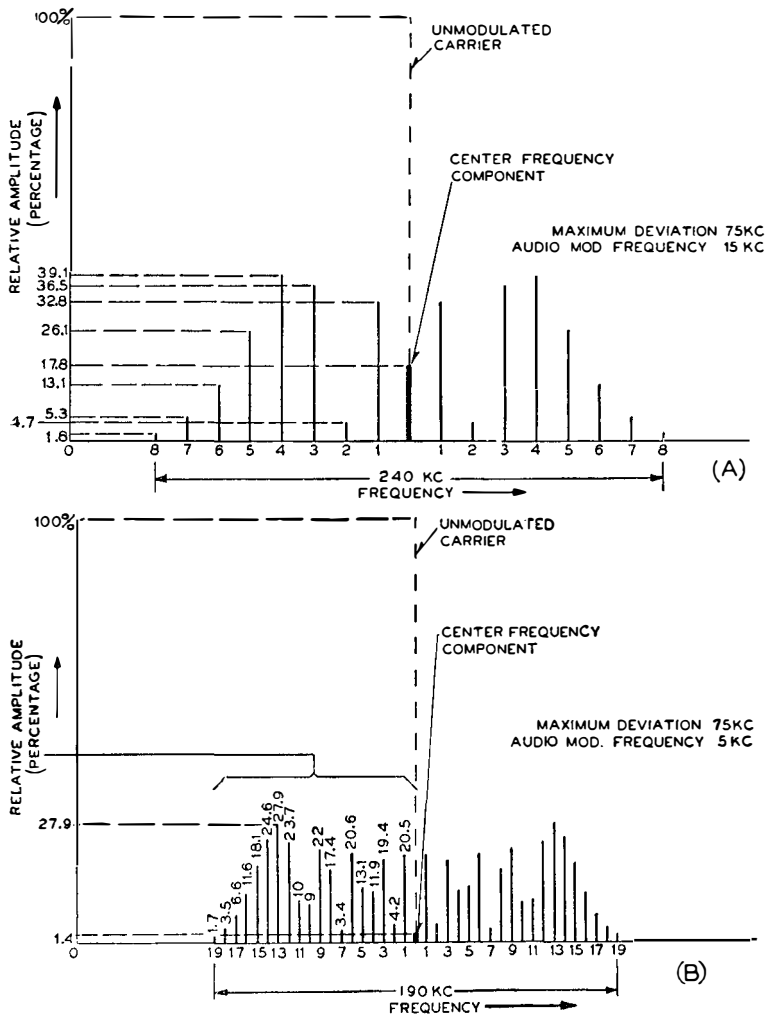 100%
UNMODULATED
CARRIER
CENTER FREQUENCY
COMPONENT
MAXIMUM DEVIATION 75KC
AUDIO MOD FREQUENCY 15 KC
RELATIVE AMPLITUDE
(PERCENTAGE)
39.1
36.5
32.8
26.1
17.8
13.1
5.3
4.7
1.8
0 8 7 6 5 4 3 2 1 1 2 3 4 5 6 7 8
(A)
240 KC
FREQUENCY
100%
UNMODULATED
CARRIER
CENTER FREQUENCY
COMPONENT
MAXIMUM DEVIATION 75KC
AUDIO MOD. FREQUENCY 5 KC
RELATIVE AMPLITUDE
(PERCENTAGE)
27.9
1.7 3.5 6.6 11.6 18.1 24.6 27.9 23.7 10 9 22 17.4 3.4 20.6 13.1 11.9 19.4 4.2 20.5
1.4
0 19 17 15 13 11 9 7 5 3 1 1 3 5 7 9 11 13 15 17 19
(B)
190 KC
FREQUENCY